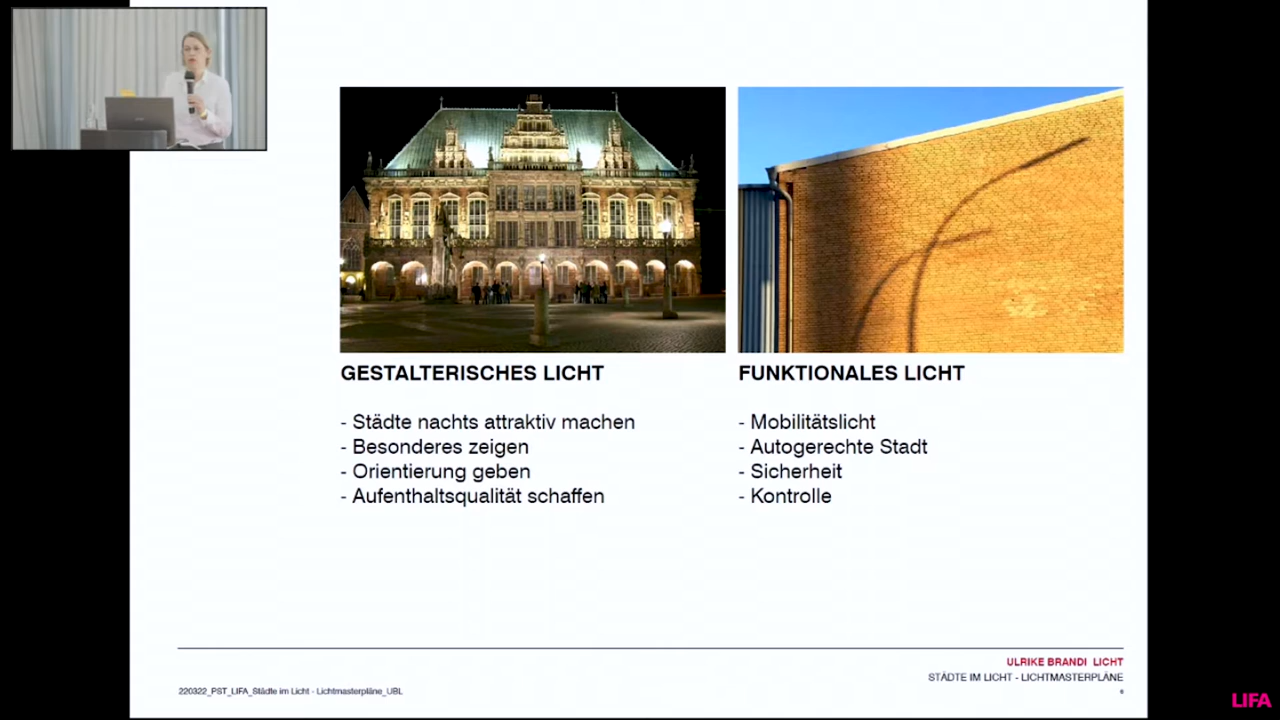 GESTALTERISCHES LICHT
- Städte nachts attraktiv machen
- Besonderes zeigen
- Orientierung geben
- Aufenthaltsqualität schaffen
FUNKTIONALES LICHT
- Mobilitätslicht
- Autogerechte Stadt
- Sicherheit
- Kontrolle
ULRIKE BRANDI LICHT
STÄDTE IM LICHT - LICHTMASTERPLÄNE
220322_PST_LIFA_Städte im Licht - Lichtmasterpläne_UBL
LIFA